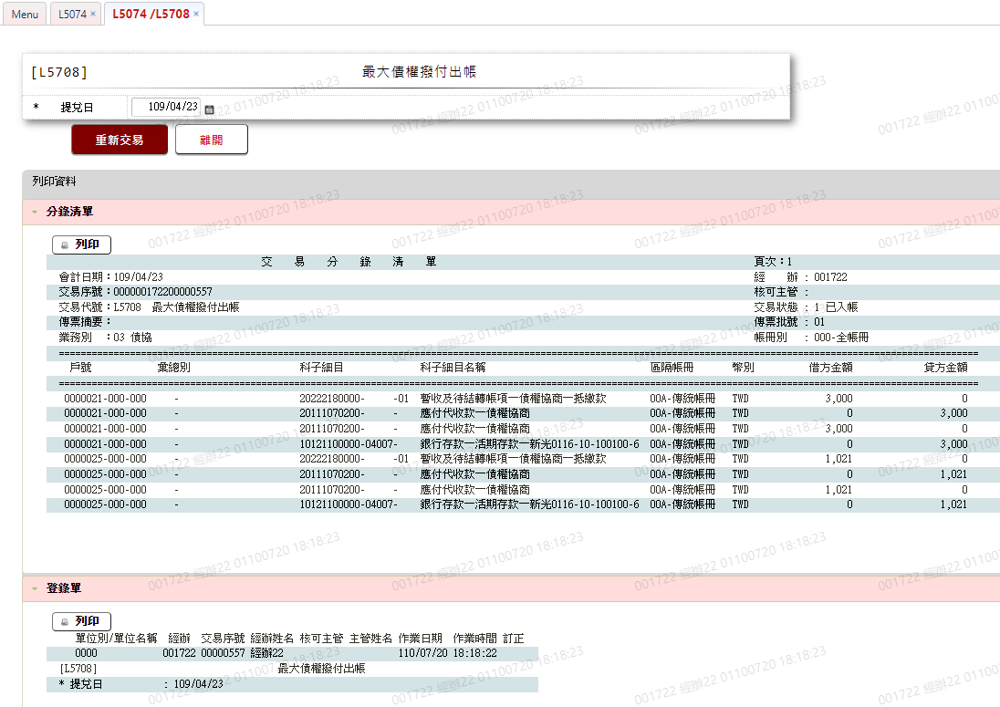 Menu L5074 × L5074 /L5708 ×
[L5708] 最大債權撥付出帳
* 提兌日 109/04/23
重新交易 離開
列印資料
分錄清單
列印
交 易 分 錄 清 單 頁次：1
會計日期：109/04/23 經 辦 : 001722
交易序號：000000172200000557 核可主管 :
交易代號：L5708 最大債權撥付出帳 交易狀態 : 1 已入帳
傳票摘要： 傳票批號 : 01
業務別 ：03 債協 帳冊別 : 000-全帳冊
戶號 彙總別 科子細目 科子細目名稱 區隔帳冊 幣別 借方金額 貸方金額
0000021-000-000 - 20222180000- -01 暫收及待結轉帳項－債權協商－抵繳款 00A-傳統帳冊 TWD 3,000 0
0000021-000-000 - 20111070200- - 應付代收款－債權協商 00A-傳統帳冊 TWD 0 3,000
0000021-000-000 - 20111070200- - 應付代收款－債權協商 00A-傳統帳冊 TWD 3,000 0
0000021-000-000 - 10121100000-04007- 銀行存款－活期存款－新光0116-10-100100-6 00A-傳統帳冊 TWD 0 3,000
0000025-000-000 - 20222180000- -01 暫收及待結轉帳項－債權協商－抵繳款 00A-傳統帳冊 TWD 1,021 0
0000025-000-000 - 20111070200- - 應付代收款－債權協商 00A-傳統帳冊 TWD 0 1,021
0000025-000-000 - 20111070200- - 應付代收款－債權協商 00A-傳統帳冊 TWD 1,021 0
0000025-000-000 - 10121100000-04007- 銀行存款－活期存款－新光0116-10-100100-6 00A-傳統帳冊 TWD 0 1,021
登錄單
列印
單位別/單位名稱 經辦 交易序號 經辦姓名 核可主管 主管姓名 作業日期 作業時間 訂正
0000 001722 00000557 經辦22 110/07/20 18:18:22
[L5708] 最大債權撥付出帳
* 提兌日 : 109/04/23
001722 經辦22 01100720 18:18:23